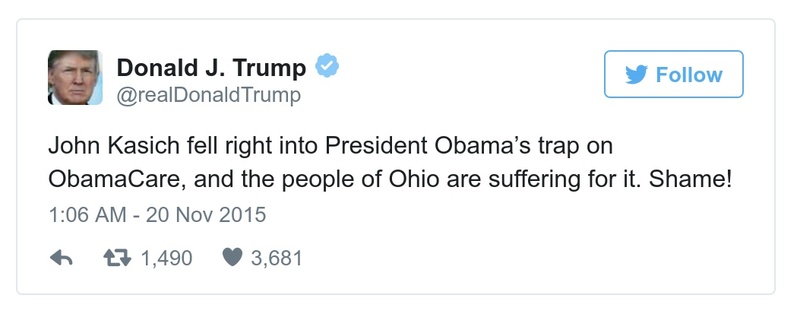 Donald J. Trump
@realDonaldTrump
Follow
John Kasich fell right into President Obama’s trap on
ObamaCare, and the people of Ohio are suffering for it. Shame!
1:06 AM - 20 Nov 2015
1,490 3,681